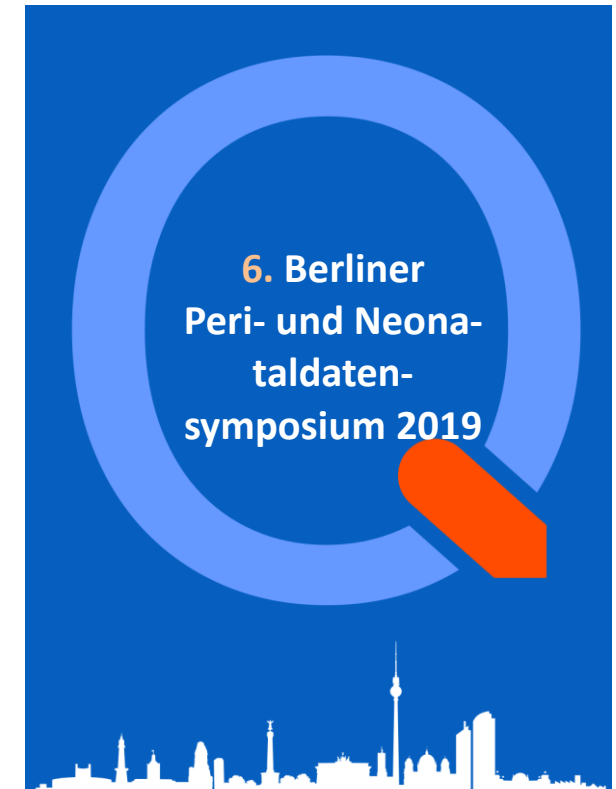 6. Berliner
Peri- und Neona-
taldaten-
symposium 2019